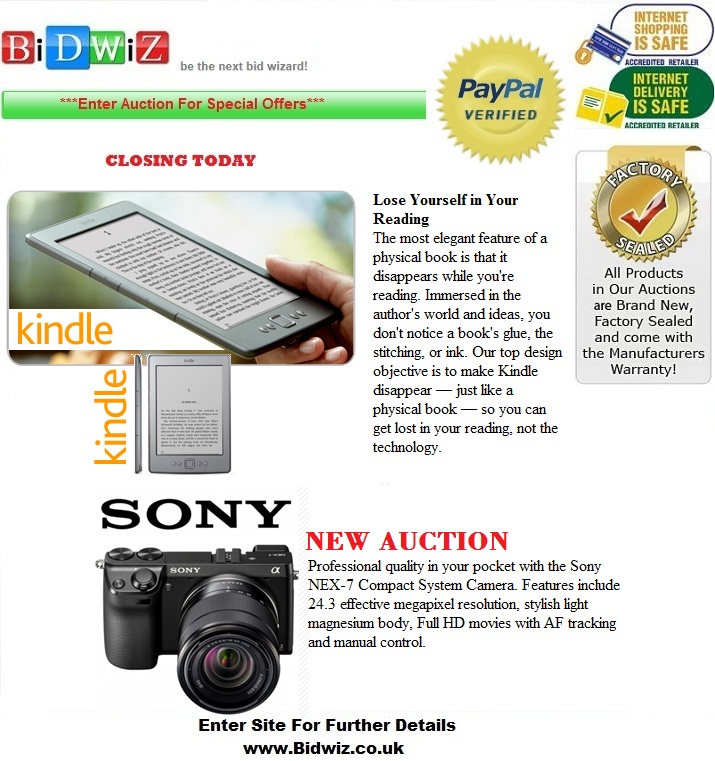 BiDWiZ
be the next bid wizard!
***Enter Auction For Special Offers***
PayPal
VERIFIED
INTERNET
SHOPPING
IS SAFE
ACCREDITED RETAILER
INTERNET
DELIVERY
IS SAFE
ACCREDITED RETAILER
CLOSING TODAY
kindle
kindle
Lose Yourself in Your
Reading
The most elegant feature of a
physical book is that it
disappears while you're
reading. Immersed in the
author's world and ideas, you
don't notice a book's glue, the
stitching, or ink. Our top design
objective is to make Kindle
disappear — just like a
physical book — so you can
get lost in your reading, not the
technology.
FACTORY
SEALED
All Products
in Our Auctions
are Brand New,
Factory Sealed
and come with
the Manufacturers
Warranty!
SONY
SONY
α
NEW AUCTION
Professional quality in your pocket with the Sony
NEX-7 Compact System Camera. Features include
24.3 effective megapixel resolution, stylish light
magnesium body, Full HD movies with AF tracking
and manual control.
Enter Site For Further Details
www.Bidwiz.co.uk